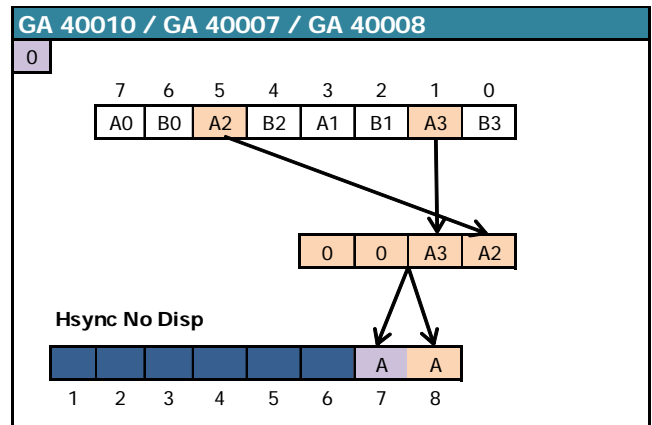 GA 40010 / GA 40007 / GA 40008
0
7 6 5 4 3 2 1 0
A0 B0 A2 B2 A1 B1 A3 B3
0 0 A3 A2
Hsync No Disp
A A
1 2 3 4 5 6 7 8